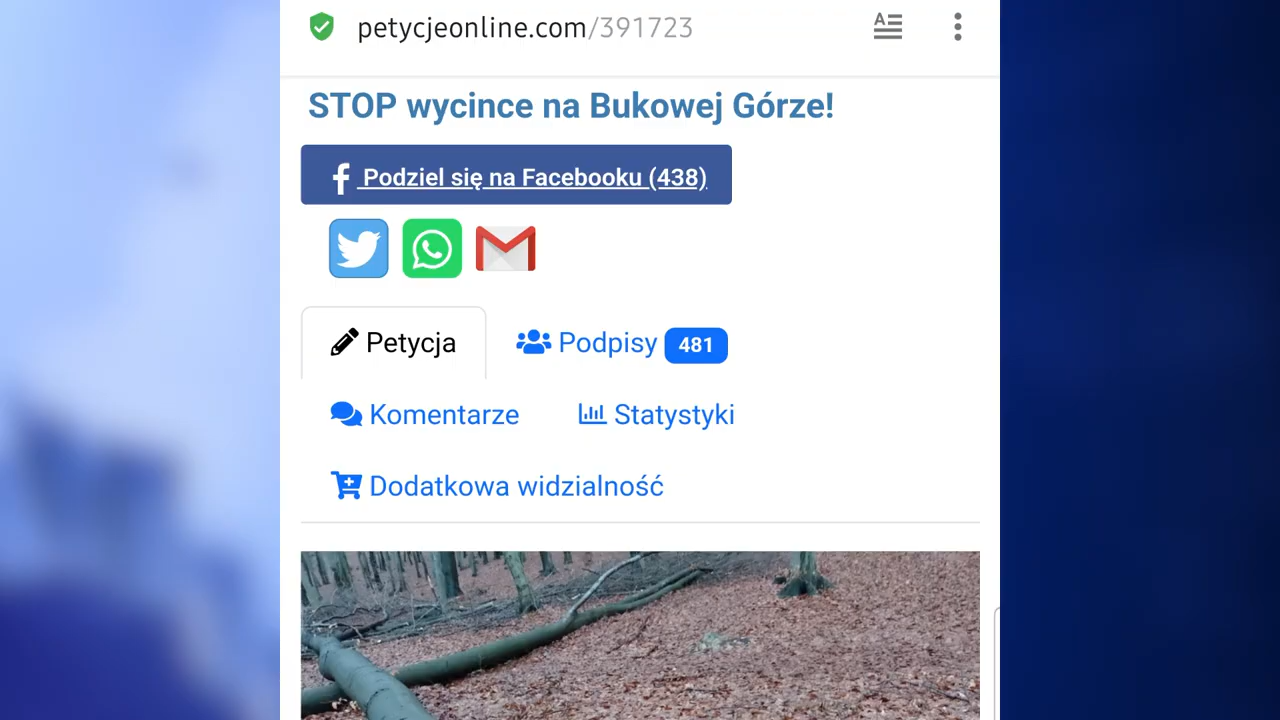 petycjeonline.com/391723
STOP wycince na Bukowej Górze!
Podziel się na Facebooku (438)
Petycja
Podpisy 481
Komentarze
Statystyki
Dodatkowa widzialność